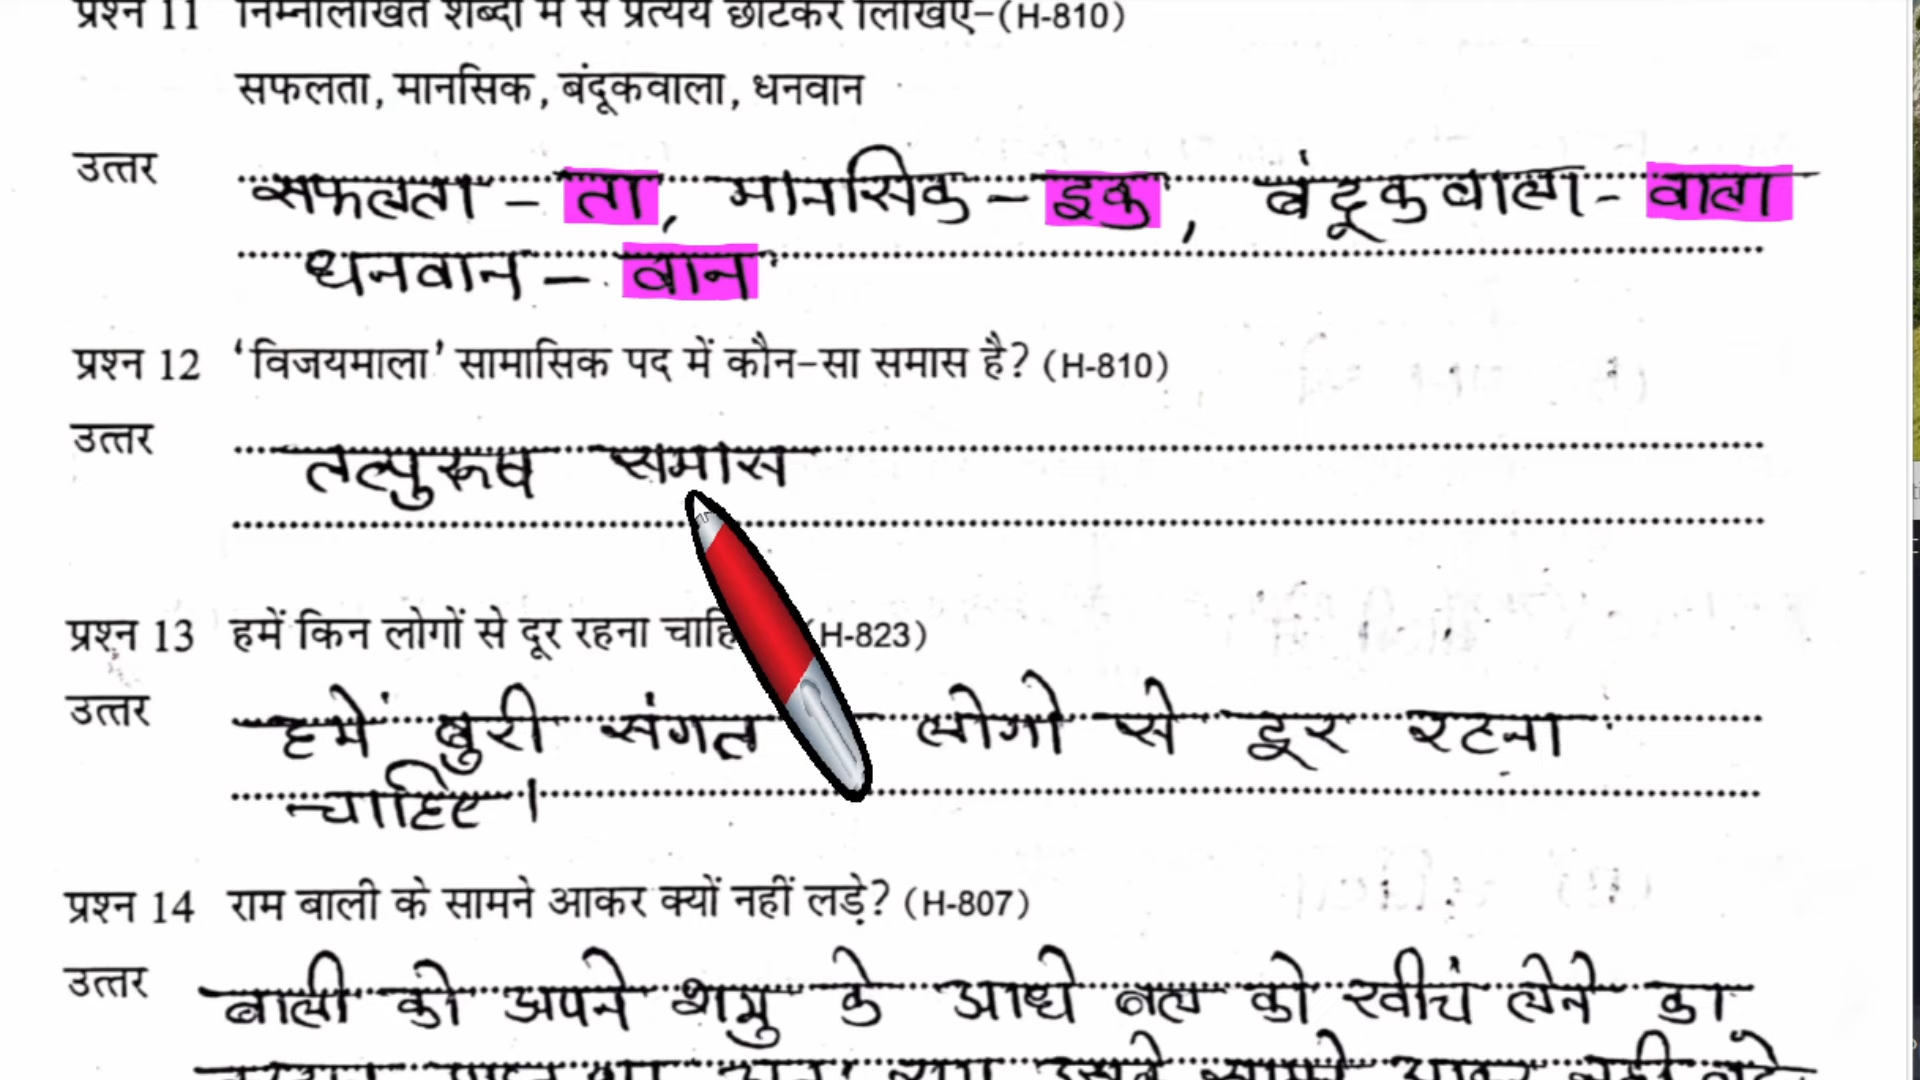 प्रश्न 11 निम्नलिखित शब्दों में से प्रत्यय छाँटकर लिखिए-(H-810)
सफलता, मानसिक, बंदूकवाला, धनवान
उत्तर सफलता - ता, मानसिक - इक, बंदूकवाला - वाला
धनवान - वान
प्रश्न 12 'विजयमाला' सामासिक पद में कौन-सा समास है? (H-810)
उत्तर तत्पुरूष समास
प्रश्न 13 हमें किन लोगों से दूर रहना (H-823)
उत्तर हमें बुरी संगत लोगो से दूर रहना
चाहिए।
प्रश्न 14 राम बाली के सामने आकर क्यों नहीं लड़े? (H-807)
उत्तर बाली को अपने शत्रु के आधे बल को खींच लेने का